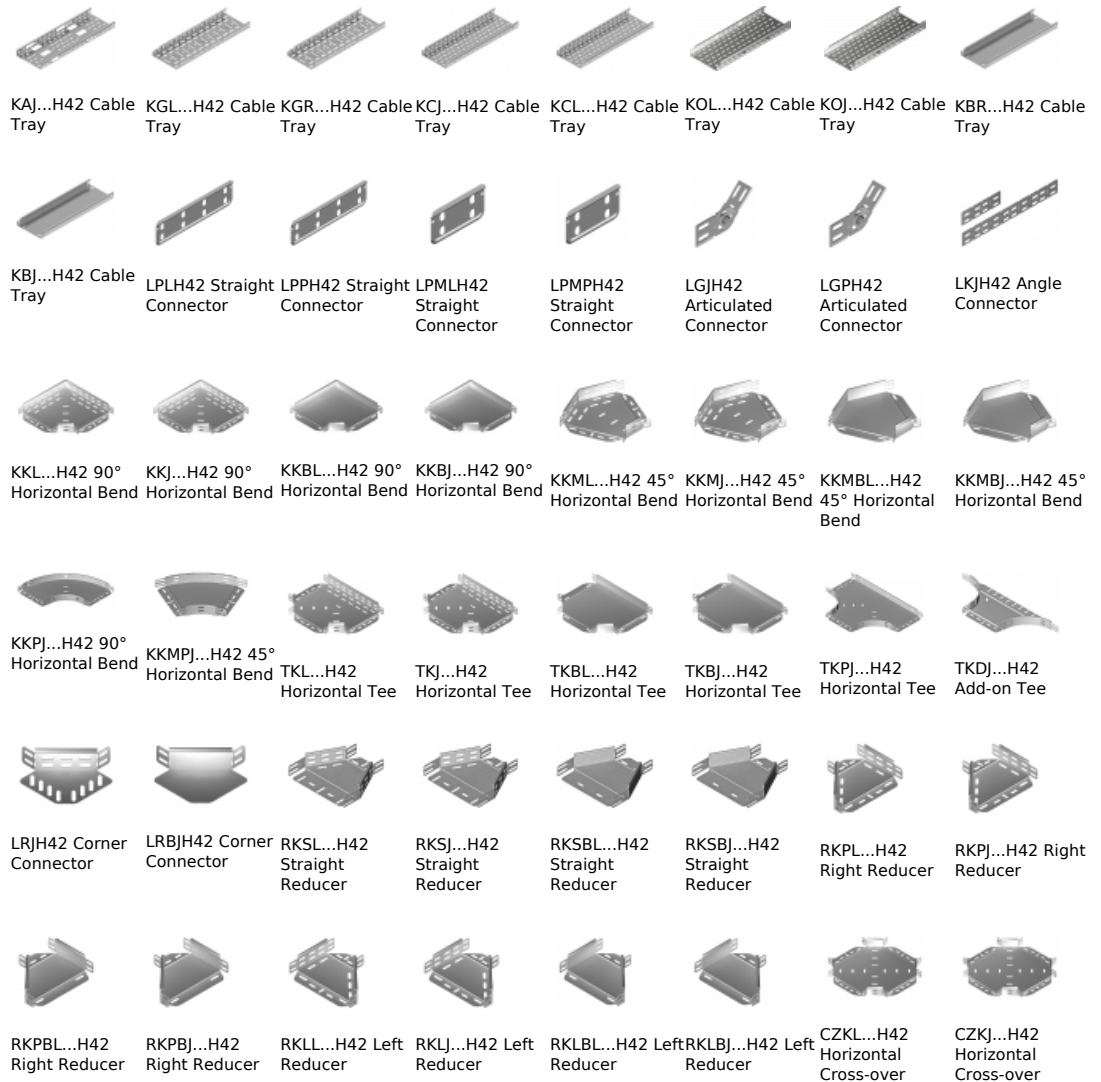 KAJ...H42 Cable
Tray
KGL...H42 Cable
Tray
KGR...H42 Cable
Tray
KCJ...H42 Cable
Tray
KCL...H42 Cable
Tray
KOL...H42 Cable
Tray
KOJ...H42 Cable
Tray
KBR...H42 Cable
Tray
KBJ...H42 Cable
Tray
LPLH42 Straight
Connector
LPPH42 Straight
Connector
LPMLH42
Straight
Connector
LPMPH42
Straight
Connector
LGJH42
Articulated
Connector
LGPH42
Articulated
Connector
LKJH42 Angle
Connector
KKL...H42 90°
Horizontal Bend
KKJ...H42 90°
Horizontal Bend
KKBL...H42 90°
Horizontal Bend
KKBJ...H42 90°
Horizontal Bend
KKML...H42 45°
Horizontal Bend
KKMJ...H42 45°
Horizontal Bend
KKMBL...H42
45° Horizontal
Bend
KKMBJ...H42 45°
Horizontal Bend
KKPJ...H42 90°
Horizontal Bend
KKMPJ...H42 45°
Horizontal Bend
TKL...H42
Horizontal Tee
TKJ...H42
Horizontal Tee
TKBL...H42
Horizontal Tee
TKBJ...H42
Horizontal Tee
TKPJ...H42
Horizontal Tee
TKDJ...H42
Add-on Tee
LRJH42 Corner
Connector
LRBJH42 Corner
Connector
RKSL...H42
Straight
Reducer
RKSJ...H42
Straight
Reducer
RKSBL...H42
Straight
Reducer
RKSBJ...H42
Straight
Reducer
RKPL...H42
Right Reducer
RKPJ...H42 Right
Reducer
RKPBL...H42
Right Reducer
RKPBJ...H42
Right Reducer
RKLL...H42 Left
Reducer
RKLJ...H42 Left
Reducer
RKLBL...H42 Left
Reducer
RKLBJ...H42 Left
Reducer
CZKL...H42
Horizontal
Cross-over
CZKJ...H42
Horizontal
Cross-over